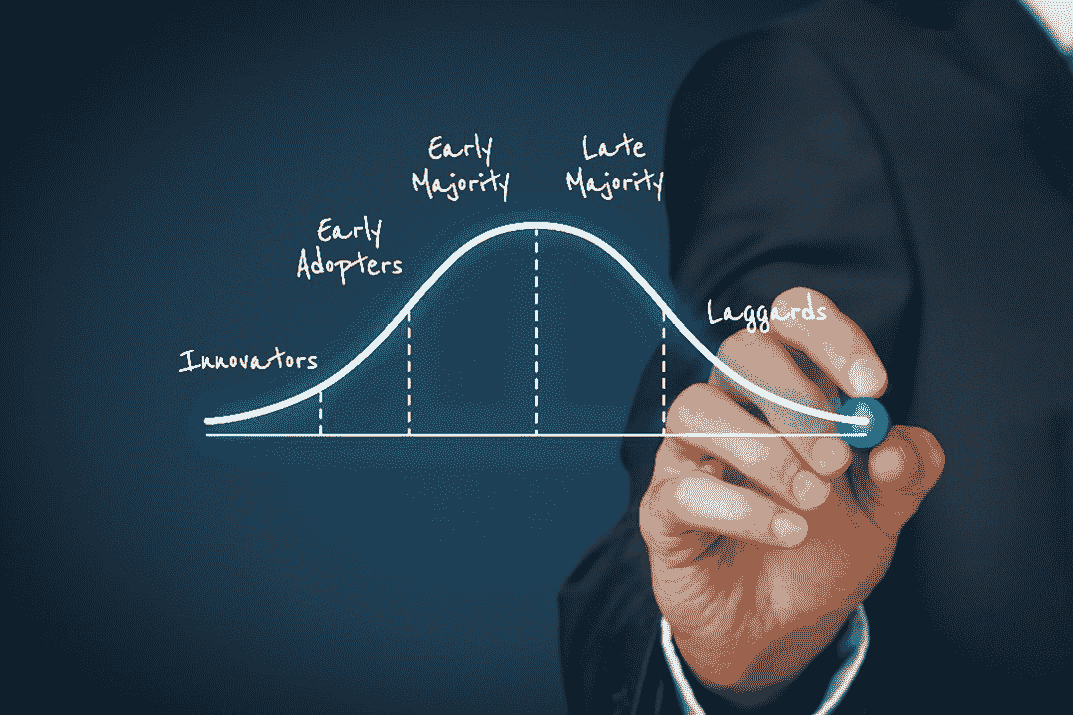 Early
Majority
Late
Majority
Early
Adopters
Laggards
Innovators